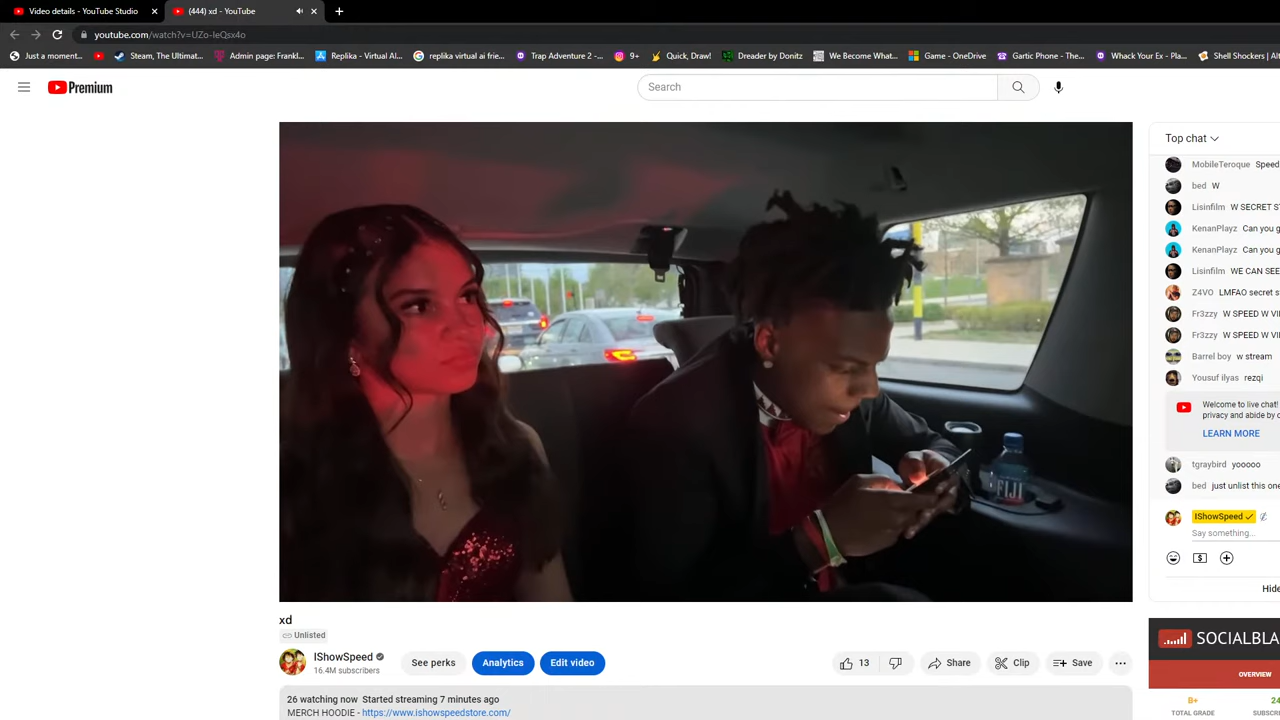 Video details - YouTube Studio
(444) xd - YouTube
youtube.com/watch?v=UZo-IeQsx4o
Just a moment...
Steam, The Ultimat...
Admin page: Frankl...
Replika - Virtual AI...
replika virtual ai frie...
Trap Adventure 2 -...
9+
Quick, Draw!
Dreader by Donitz
We Become What...
Game - OneDrive
Gartic Phone - The...
Whack Your Ex - Pla...
Shell Shockers | Al
Premium
Search
Top chat
MobileTeroque Speed
bed W
Lisinfilm W SECRET S
KenanPlayz Can you g
KenanPlayz Can you g
Lisinfilm WE CAN SEE
Z4VO LMFAO secret s
Fr3zzy W SPEED W VI
Fr3zzy W SPEED W VI
Barrel boy w stream
Yousuf ilyas rezqi
Welcome to live chat!
privacy and abide by
LEARN MORE
tgraybird yooooo
bed just unlist this one
IShowSpeed
Say something...
Hide
FIJI
xd
Unlisted
IShowSpeed
16.4M subscribers
See perks
Analytics
Edit video
13
Share
Clip
Save
26 watching now Started streaming 7 minutes ago
MERCH HOODIE - https://www.ishowspeedstore.com/
SOCIALBLA
OVERVIEW
B+
24
TOTAL GRADE
SUBSC